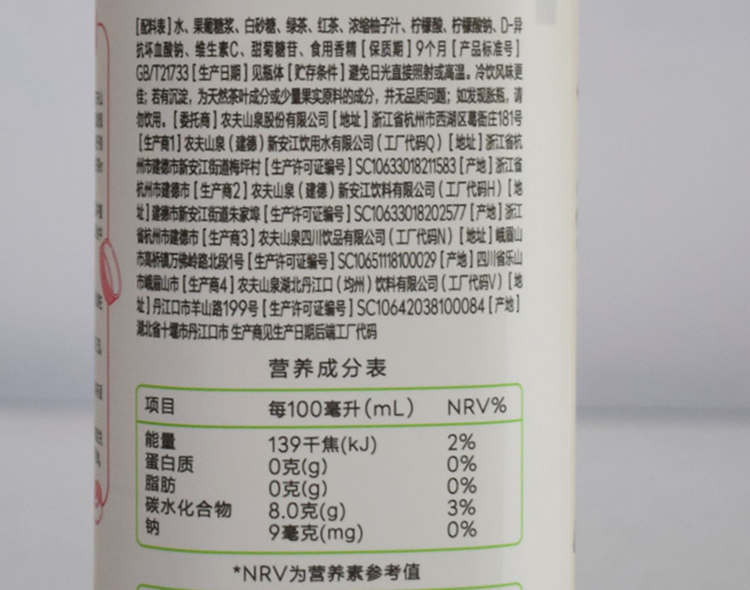 [配料表]水、果葡糖浆、白砂糖、绿茶、红茶、浓缩柚子汁、柠檬酸、柠檬酸钠、D-异
抗坏血酸钠、维生素C、甜菊糖苷、食用香精[保质期]9个月[产品标准号]
GB/T21733[生产日期]见瓶体[贮存条件]避免日光直接照射或高温。冷饮风味更
佳；若有沉淀，为天然茶叶成分或少量果实原料的成分，并无品质问题；如发现胀瓶，请
勿饮用。[委托商]农夫山泉股份有限公司[地址]浙江省杭州市西湖区葛衙庄181号
[生产商1]农夫山泉（建德）新安江饮用水有限公司（工厂代码Q）[地址]浙江省杭
州市建德市新安江街道梅坪村[生产许可证编号]SC10633018211583[产地]浙江省
杭州市建德市[生产商2]农夫山泉（建德）新安江饮料有限公司（工厂代码H）[地
址]建德市新安江街道朱家埠[生产许可证编号]SC10633018202577[产地]浙江
省杭州市建德市[生产商3]农夫山泉四川饮品有限公司（工厂代码N）[地址]峨眉山
市高桥镇万佛岭路北段1号[生产许可证编号]SC10651118100029[产地]四川省乐山
市峨眉山市[生产商4]农夫山泉湖北丹江口（均州）饮料有限公司（工厂代码V）[地
址]丹江口市羊山路199号[生产许可证编号]SC10642038100084[产地]
湖北省十堰市丹江口市 生产商见生产日期后端工厂代码
营养成分表
项目 每100毫升(mL) NRV%
能量 139千焦(kJ) 2%
蛋白质 0克(g) 0%
脂肪 0克(g) 0%
碳水化合物 8.0克(g) 3%
钠 9毫克(mg) 0%
*NRV为营养素参考值